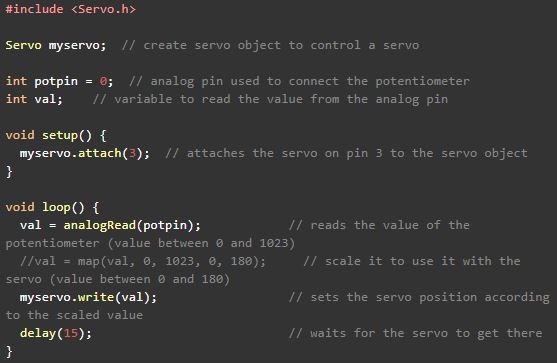 #include <Servo.h>
Servo myservo;  // create servo object to control a servo
int potpin = 0;  // analog pin used to connect the potentiometer
int val;    // variable to read the value from the analog pin
void setup() {
  myservo.attach(3);  // attaches the servo on pin 3 to the servo object
}
void loop() {
  val = analogRead(potpin);            // reads the value of the
potentiometer (value between 0 and 1023)
  //val = map(val, 0, 1023, 0, 180);     // scale it to use it with the
servo (value between 0 and 180)
  myservo.write(val);                  // sets the servo position according
to the scaled value
  delay(15);                           // waits for the servo to get there
}